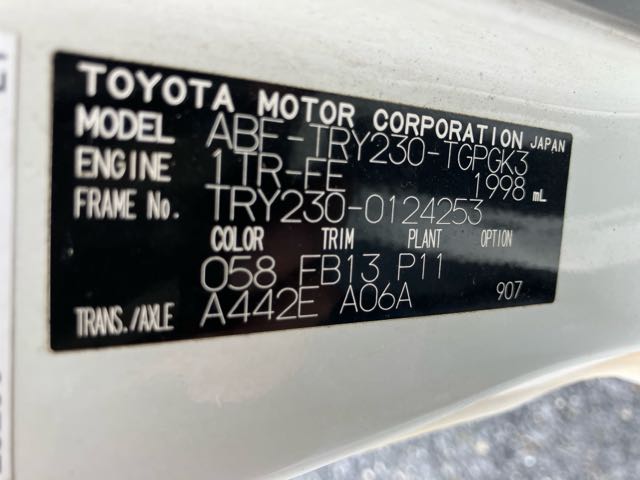 TOYOTA MOTOR CORPORATION JAPAN
MODEL ABF-TRY230-TGPGK3
ENGINE 1TR-FE 1998 mL
FRAME No. TRY230-0124253
COLOR TRIM PLANT OPTION
058 FB13 P11
TRANS./AXLE A442E A06A 907